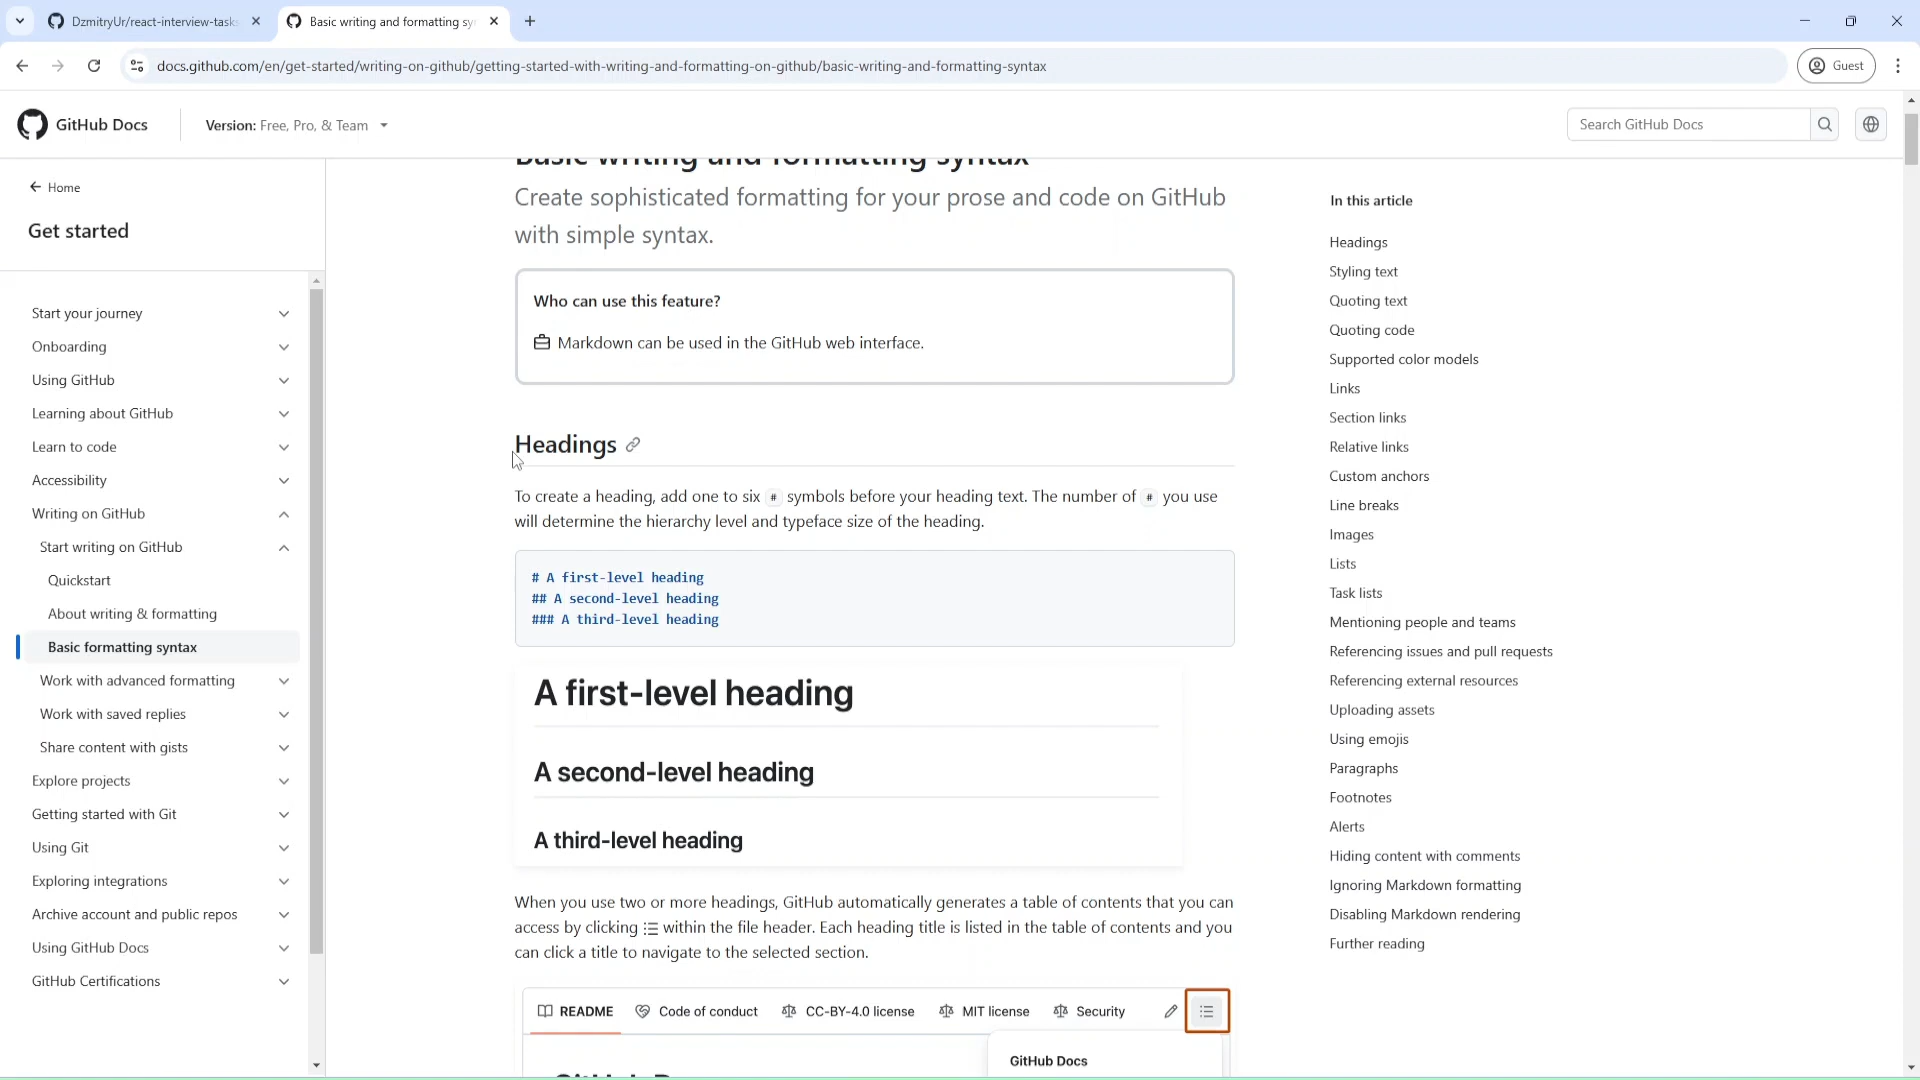 DzmitryUr/react-interview-tasks
Basic writing and formatting sy
docs.github.com/en/get-started/writing-on-github/getting-started-with-writing-and-formatting-on-github/basic-writing-and-formatting-syntax
Guest
GitHub Docs
Version: Free, Pro, & Team
Search GitHub Docs
Home
Get started
Start your journey
Onboarding
Using GitHub
Learning about GitHub
Learn to code
Accessibility
Writing on GitHub
Start writing on GitHub
Quickstart
About writing & formatting
Basic formatting syntax
Work with advanced formatting
Work with saved replies
Share content with gists
Explore projects
Getting started with Git
Using Git
Exploring integrations
Archive account and public repos
Using GitHub Docs
GitHub Certifications
Basic writing and formatting syntax
Create sophisticated formatting for your prose and code on GitHub
with simple syntax.
Who can use this feature?
Markdown can be used in the GitHub web interface.
Headings
To create a heading, add one to six # symbols before your heading text. The number of # you use
will determine the hierarchy level and typeface size of the heading.
# A first-level heading
## A second-level heading
### A third-level heading
A first-level heading
A second-level heading
A third-level heading
When you use two or more headings, GitHub automatically generates a table of contents that you can
access by clicking within the file header. Each heading title is listed in the table of contents and you
can click a title to navigate to the selected section.
README Code of conduct CC-BY-4.0 license MIT license Security
GitHub Docs
In this article
Headings
Styling text
Quoting text
Quoting code
Supported color models
Links
Section links
Relative links
Custom anchors
Line breaks
Images
Lists
Task lists
Mentioning people and teams
Referencing issues and pull requests
Referencing external resources
Uploading assets
Using emojis
Paragraphs
Footnotes
Alerts
Hiding content with comments
Ignoring Markdown formatting
Disabling Markdown rendering
Further reading